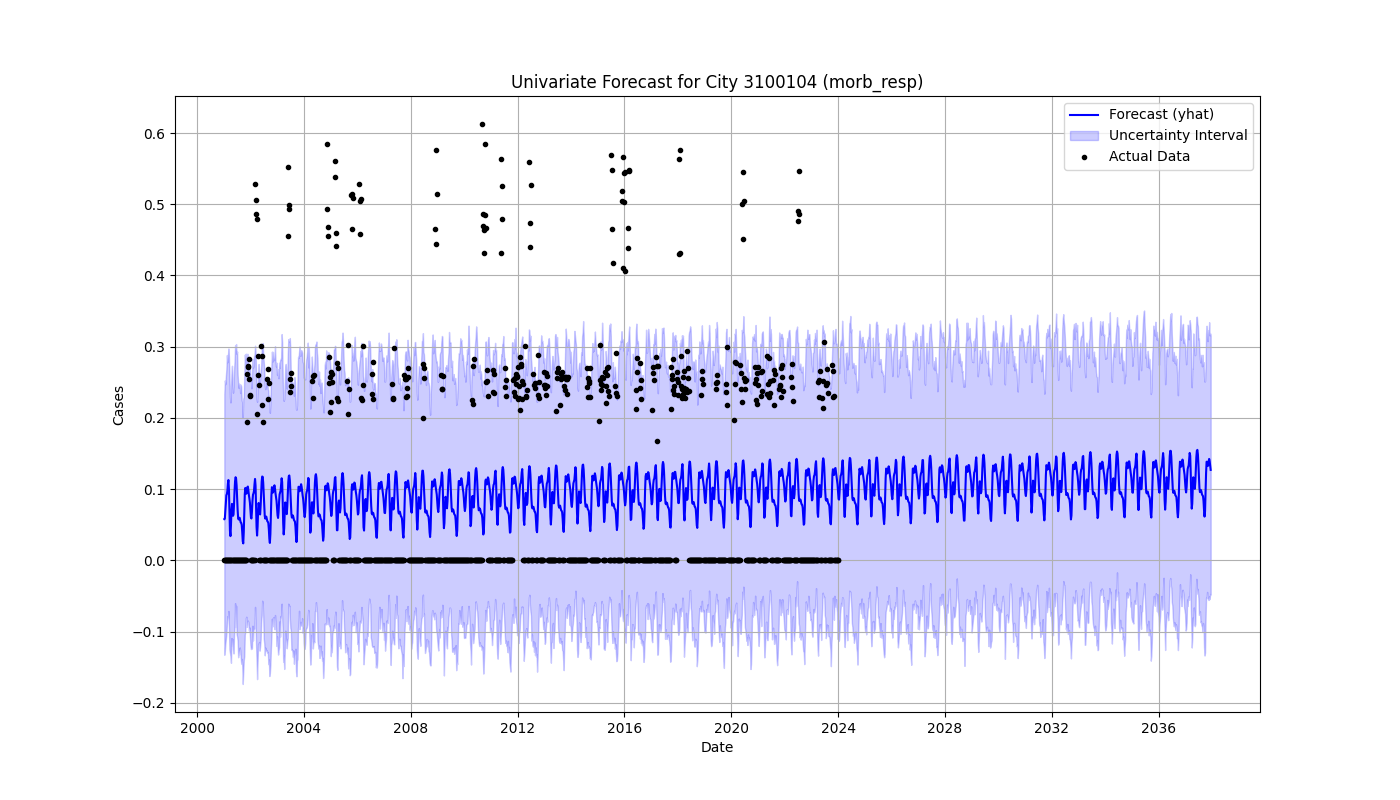 Univariate Forecast for City 3100104 (morb_resp)
Forecast (yhat)
Uncertainty Interval
Actual Data
Cases
0.6
0.5
0.4
0.3
0.2
0.1
0.0
−0.1
−0.2
2000 2004 2008 2012 2016 2020 2024 2028 2032 2036
Date